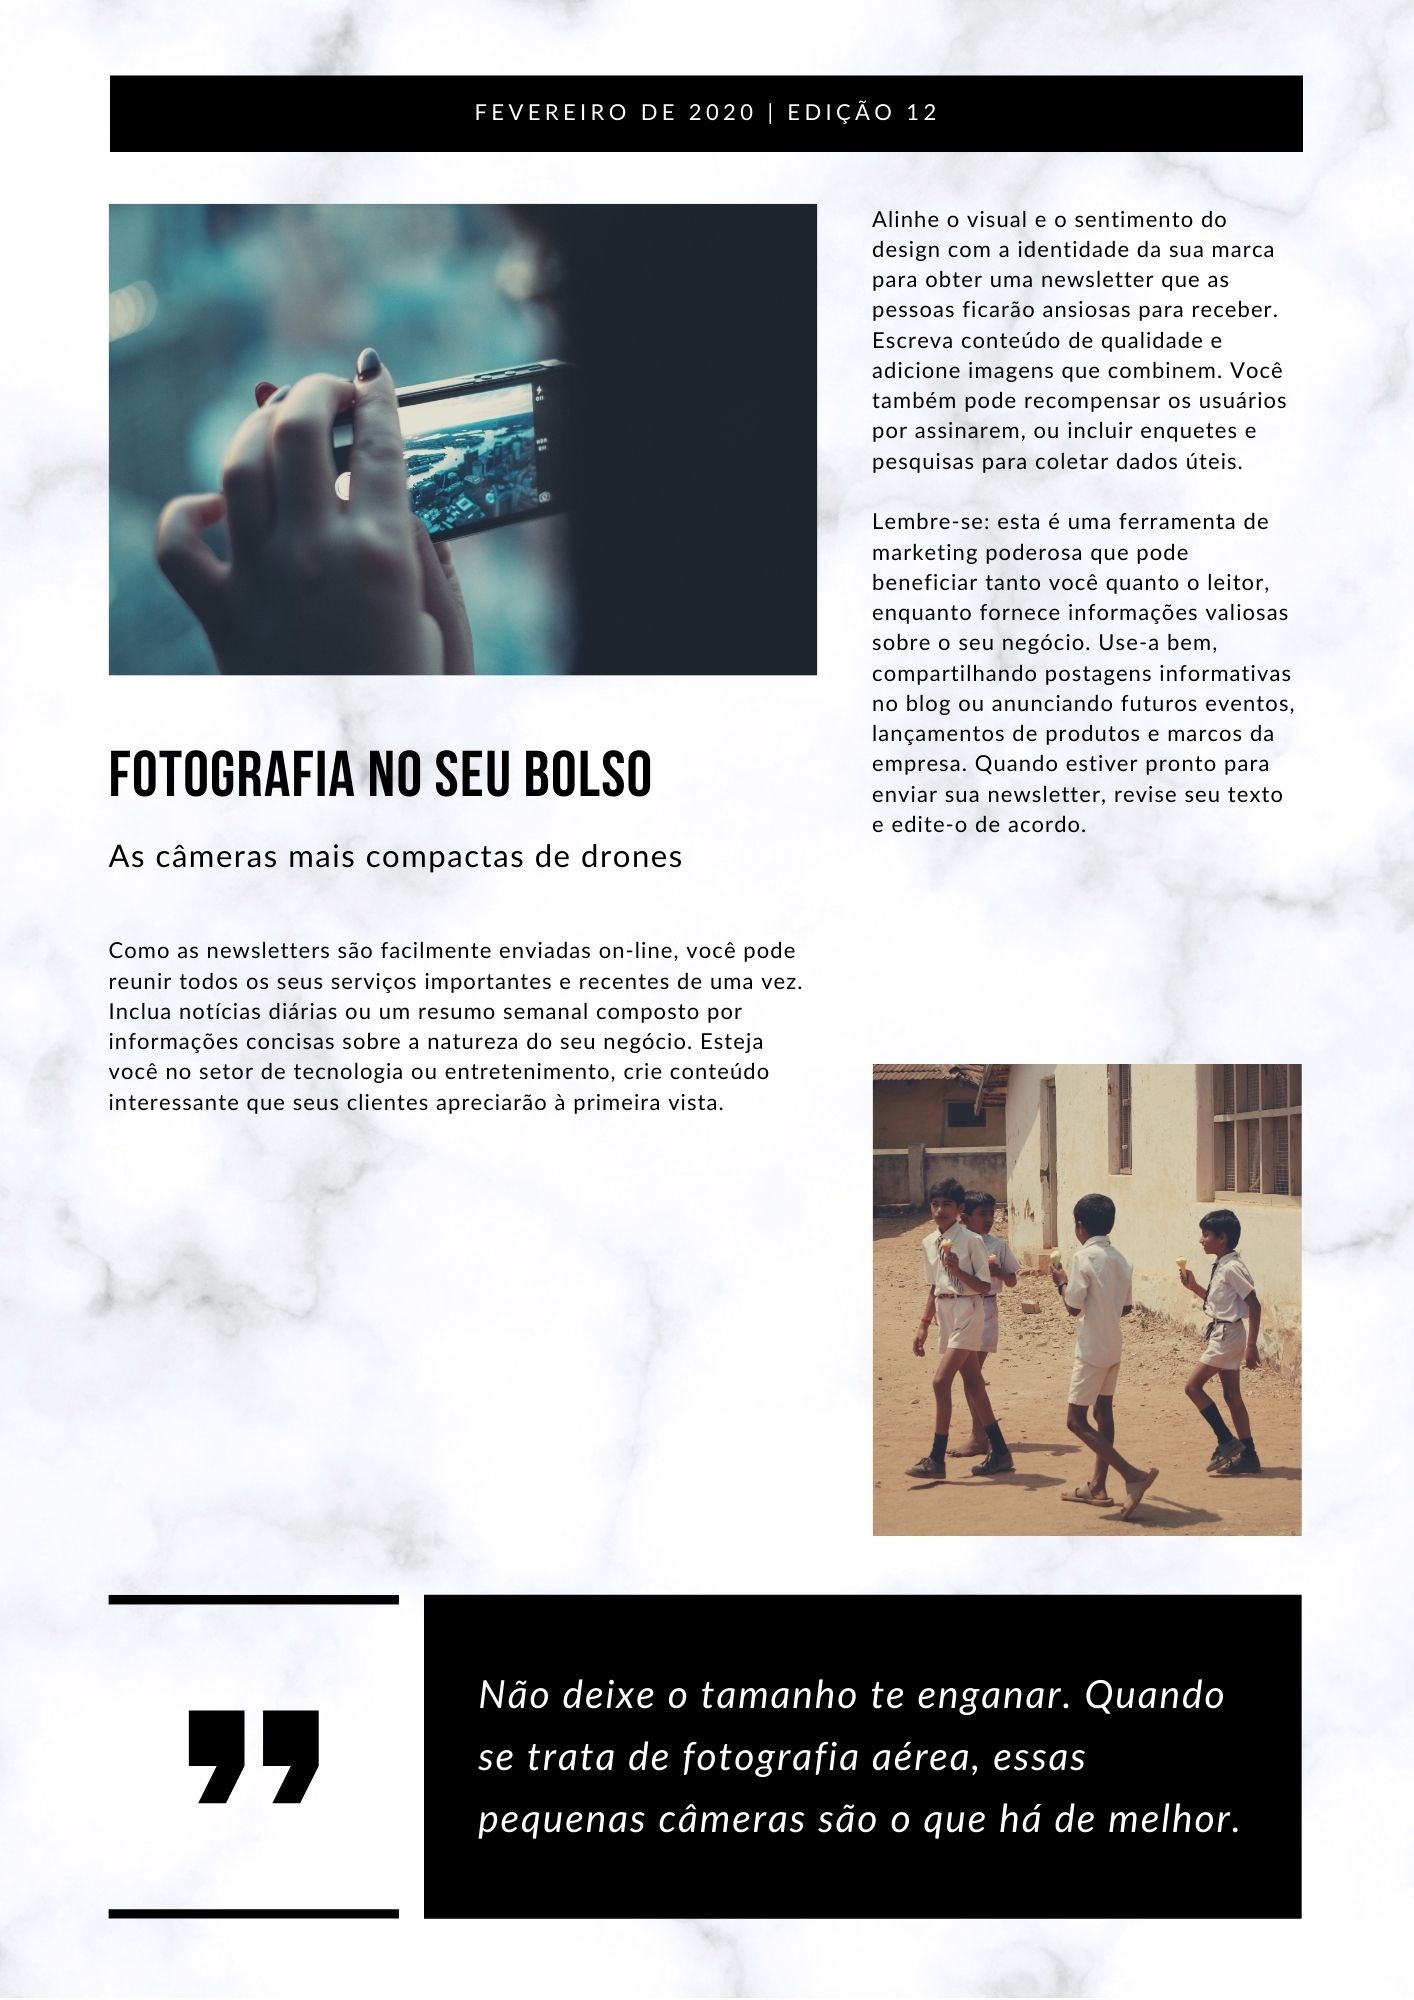 FEVEREIRO DE 2020 | EDIÇÃO 12
FOTOGRAFIA NO SEU BOLSO
As câmeras mais compactas de drones
Como as newsletters são facilmente enviadas on-line, você pode
reunir todos os seus serviços importantes e recentes de uma vez.
Inclua notícias diárias ou um resumo semanal composto por
informações concisas sobre a natureza do seu negócio. Esteja
você no setor de tecnologia ou entretenimento, crie conteúdo
interessante que seus clientes apreciarão à primeira vista.
Alinhe o visual e o sentimento do
design com a identidade da sua marca
para obter uma newsletter que as
pessoas ficarão ansiosas para receber.
Escreva conteúdo de qualidade e
adicione imagens que combinem. Você
também pode recompensar os usuários
por assinarem, ou incluir enquetes e
pesquisas para coletar dados úteis.
Lembre-se: esta é uma ferramenta de
marketing poderosa que pode
beneficiar tanto você quanto o leitor,
enquanto fornece informações valiosas
sobre o seu negócio. Use-a bem,
compartilhando postagens informativas
no blog ou anunciando futuros eventos,
lançamentos de produtos e marcos da
empresa. Quando estiver pronto para
enviar sua newsletter, revise seu texto
e edite-o de acordo.
”
Não deixe o tamanho te enganar. Quando
se trata de fotografia aérea, essas
pequenas câmeras são o que há de melhor.